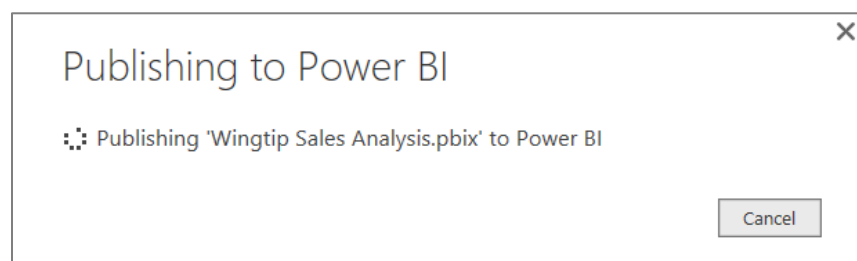 Publishing to Power BI
Publishing 'Wingtip Sales Analysis.pbix' to Power BI
Cancel